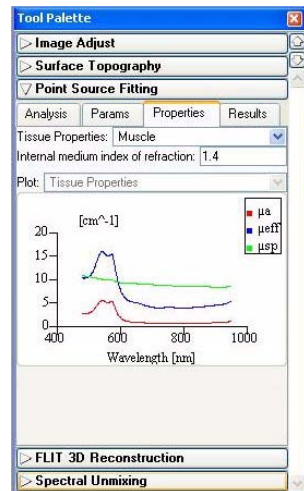 Tool Palette
Image Adjust
Surface Topography
Point Source Fitting
Analysis Params Properties Results
Tissue Properties: Muscle
Internal medium index of refraction: 1.4
Plot: Tissue Properties
[cm^-1]
μa
μeff
μsp
20
15
10
5
0
400 600 800 1000
Wavelength [nm]
FLIT 3D Reconstruction
Spectral Unmixing